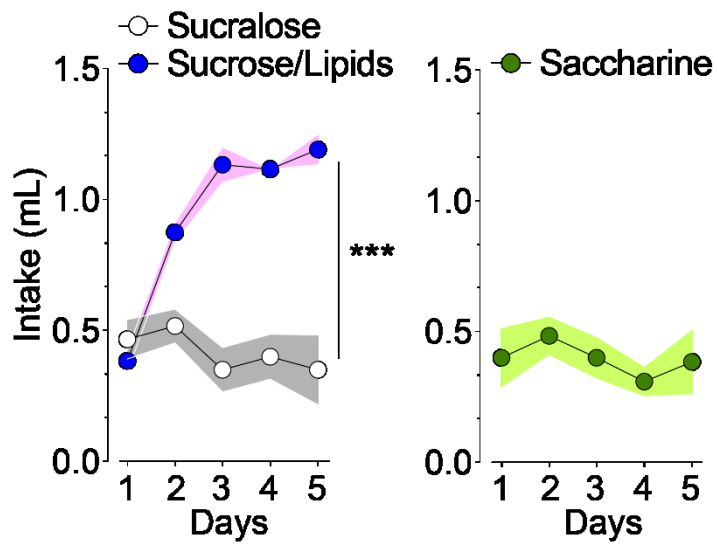 Sucralose
Sucrose/Lipids
Intake (mL)
1.5
1.0
0.5
0.0
1 2 3 4 5
Days
***
Saccharine
1.5
1.0
0.5
0.0
1 2 3 4 5
Days